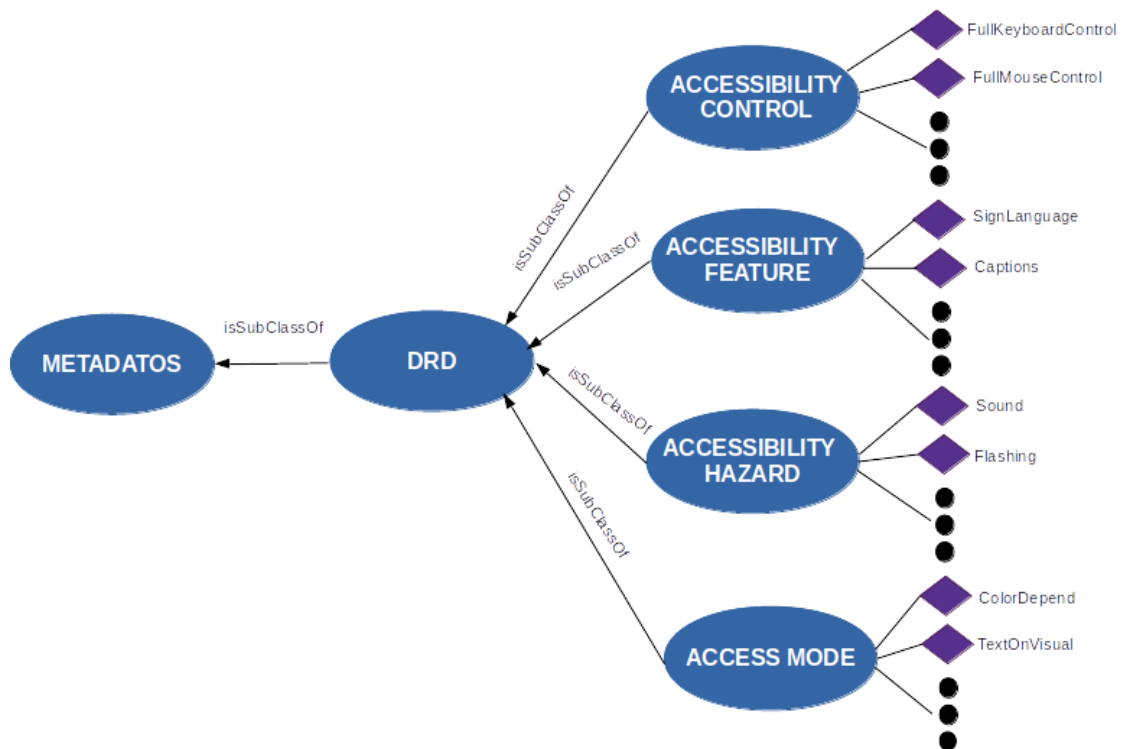 FullKeyboardControl
ACCESSIBILITY
CONTROL
FullMouseControl
isSubClassOf
SignLanguage
ACCESSIBILITY
FEATURE
Captions
isSubClassOf
isSubClassOf
METADATOS
DRD
isSubClassOf
Sound
ACCESSIBILITY
HAZARD
Flashing
isSubClassOf
ColorDepend
ACCESS MODE
TextOnVisual